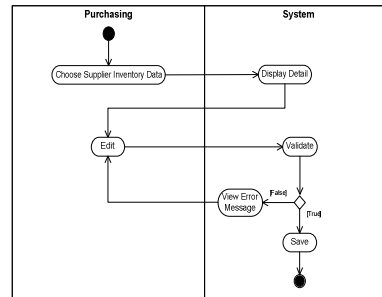 Purchasing
System
Choose Supplier Inventory Data
Display Detail
Edit
Validate
View Error
Message
[False]
[True]
Save